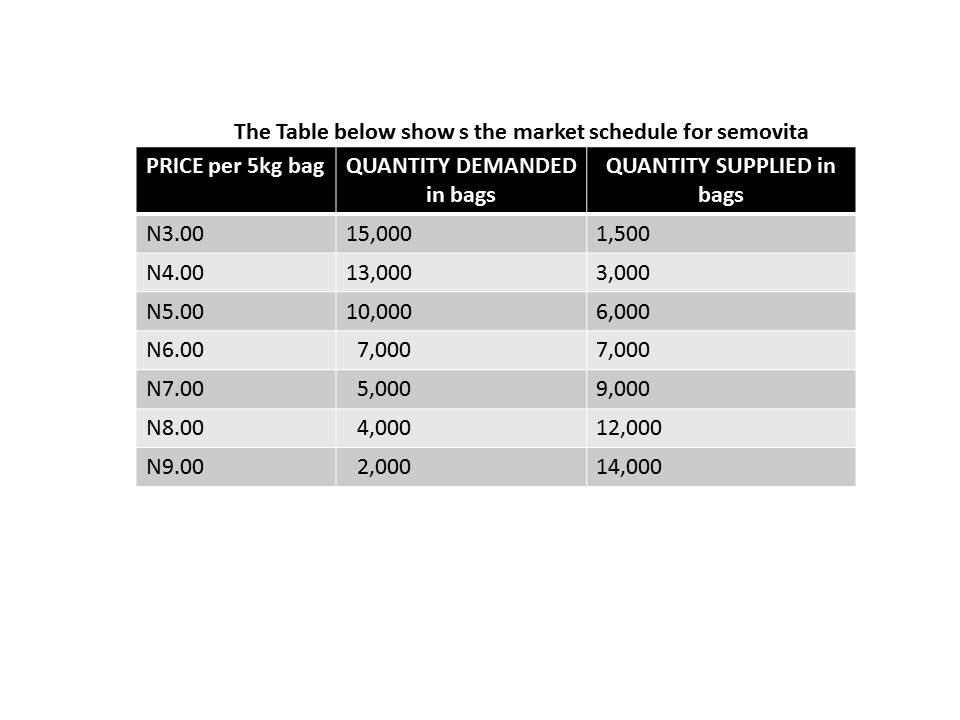 The Table below show s the market schedule for semovita
PRICE per 5kg bag QUANTITY DEMANDED in bags QUANTITY SUPPLIED in bags
N3.00 15,000 1,500
N4.00 13,000 3,000
N5.00 10,000 6,000
N6.00 7,000 7,000
N7.00 5,000 9,000
N8.00 4,000 12,000
N9.00 2,000 14,000